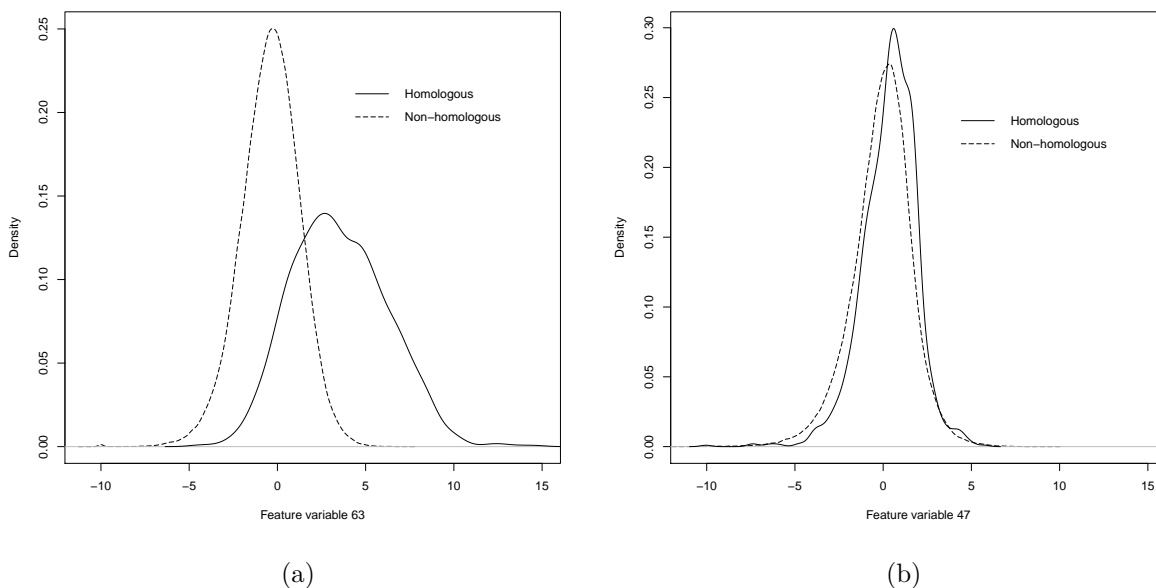 0.25
0.20
0.15
0.10
0.05
0.00
Density
Homologous
Non−homologous
−10 −5 0 5 10 15
Feature variable 63
(a)
0.30
0.25
0.20
0.15
0.10
0.05
0.00
Density
Homologous
Non−homologous
−10 −5 0 5 10 15
Feature variable 47
(b)